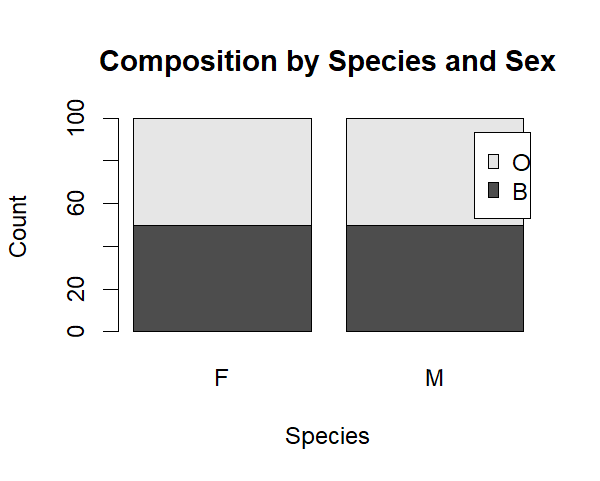 Composition by Species and Sex
Count
100
60
20
0
O
B
F
M
Species